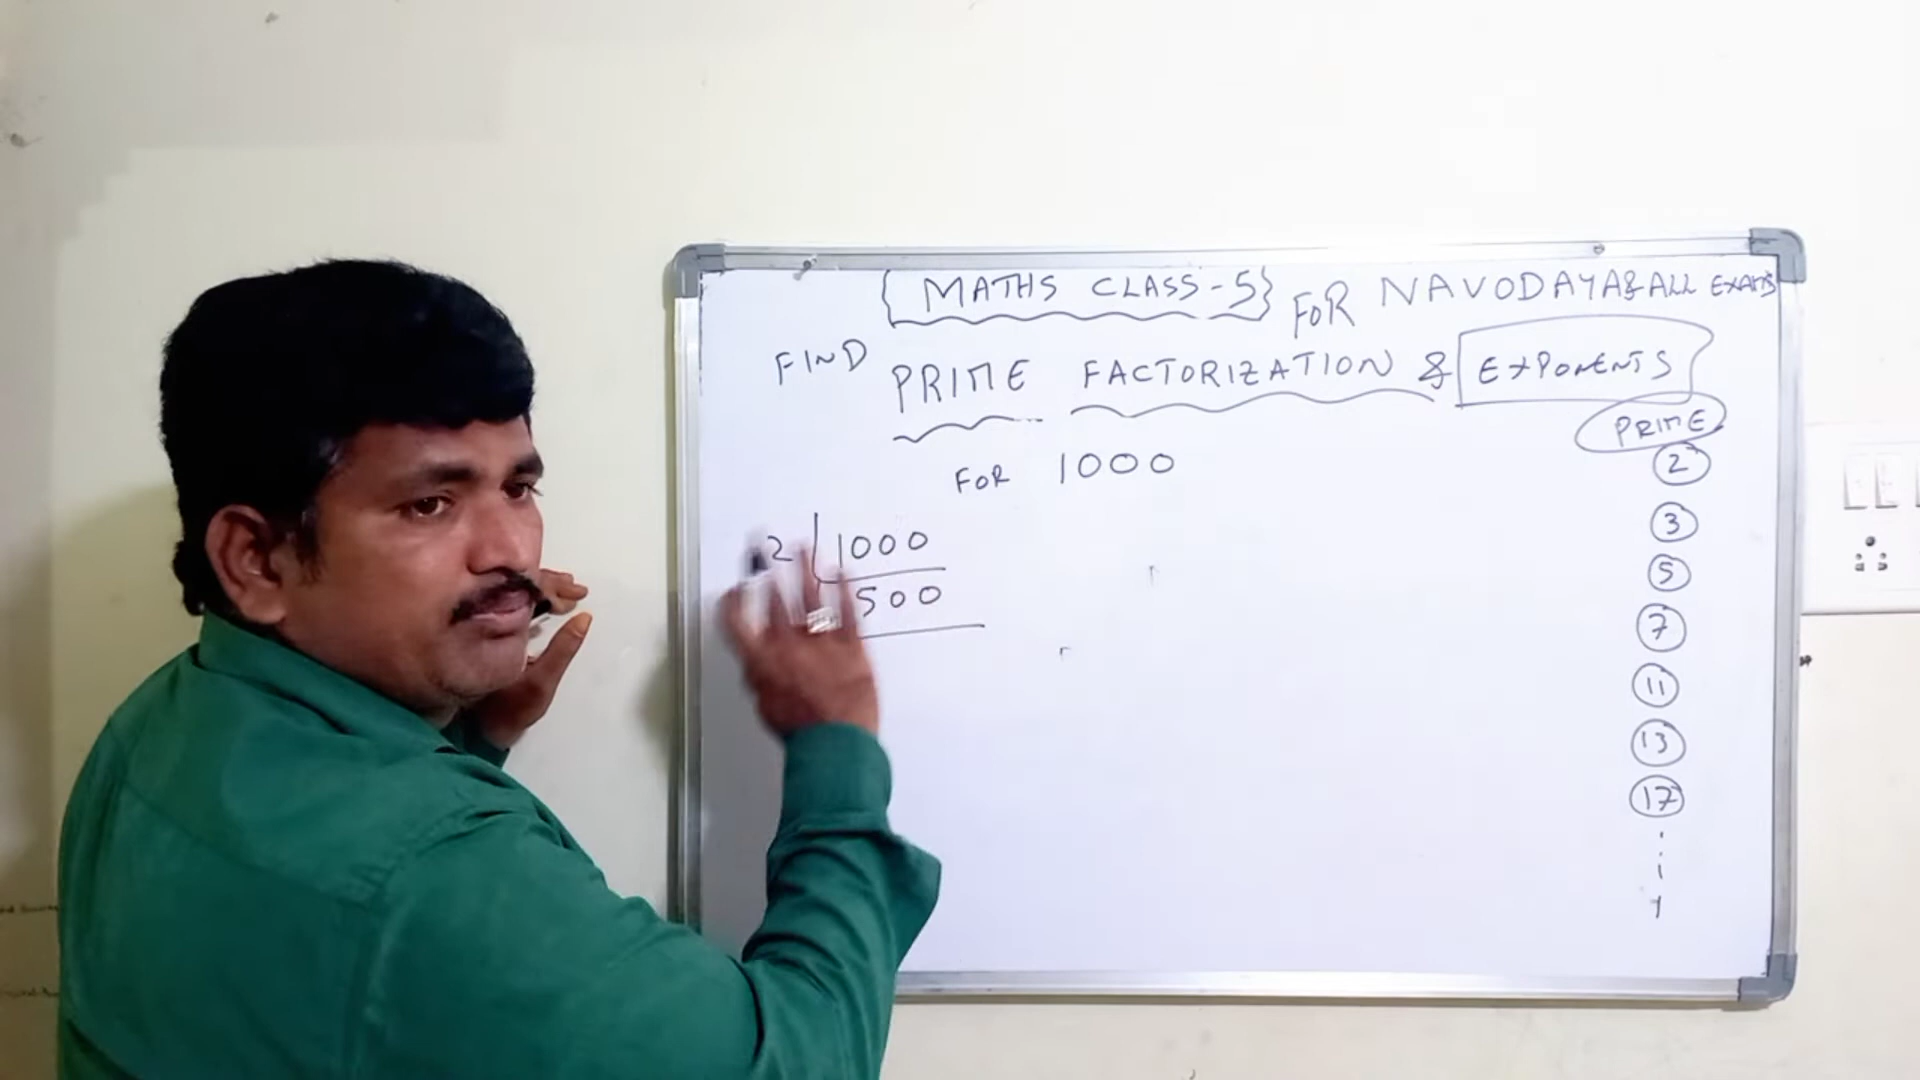 {MATHS CLASS-5} FOR NAVODAYA & ALL EXAMS
FIND PRIME FACTORIZATION & EXPONENTS
FOR 1000
PRIME
2
3
5
7
11
13
17
2 1000
500